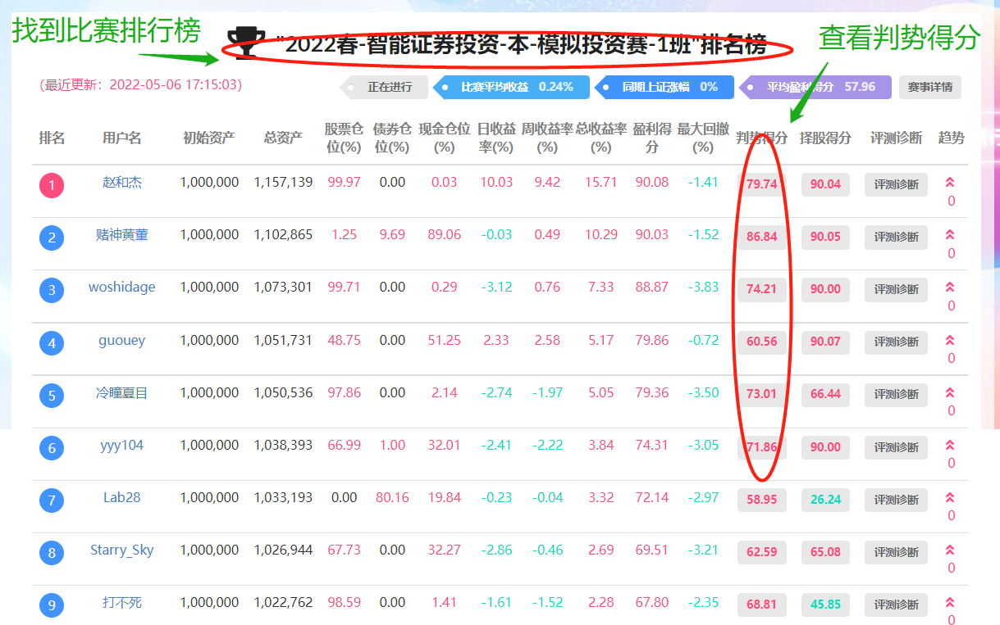 找到比赛排行榜
"2022春-智能证券投资-本-模拟投资赛-1班"排名榜
查看判势得分
(最近更新：2022-05-06 17:15:03)
正在进行 比赛平均收益 0.24% 同期上证涨幅 0% 平均盈利得分 57.96 赛事详情
排名 用户名 初始资产 总资产 股票仓位(%) 债券仓位(%) 现金仓位(%) 日收益率(%) 周收益率(%) 总收益率(%) 盈利得分 最大回撤(%) 判势得分 择股得分 评测诊断 趋势
1 赵和杰 1,000,000 1,157,139 99.97 0.00 0.03 10.03 9.42 15.71 90.08 -1.41 79.74 90.04 评测诊断 0
2 赌神黄董 1,000,000 1,102,865 1.25 9.69 89.06 -0.03 0.49 10.29 90.03 -1.52 86.84 90.05 评测诊断 0
3 woshidage 1,000,000 1,073,301 99.71 0.00 0.29 -3.12 0.76 7.33 88.87 -3.83 74.21 90.00 评测诊断 0
4 guouey 1,000,000 1,051,731 48.75 0.00 51.25 2.33 2.58 5.17 79.86 -0.72 60.56 90.07 评测诊断 0
5 冷瞳夏目 1,000,000 1,050,536 97.86 0.00 2.14 -2.74 -1.97 5.05 79.36 -3.50 73.01 66.44 评测诊断 0
6 yyy104 1,000,000 1,038,393 66.99 1.00 32.01 -2.41 -2.22 3.84 74.31 -3.05 71.86 90.00 评测诊断 0
7 Lab28 1,000,000 1,033,193 0.00 80.16 19.84 -0.23 -0.04 3.32 72.14 -2.97 58.95 26.24 评测诊断 0
8 Starry_Sky 1,000,000 1,026,944 67.73 0.00 32.27 -2.86 -0.46 2.69 69.51 -3.21 62.59 65.08 评测诊断 0
9 打不死 1,000,000 1,022,762 98.59 0.00 1.41 -1.61 -1.52 2.28 67.80 -2.35 68.81 45.85 评测诊断 0